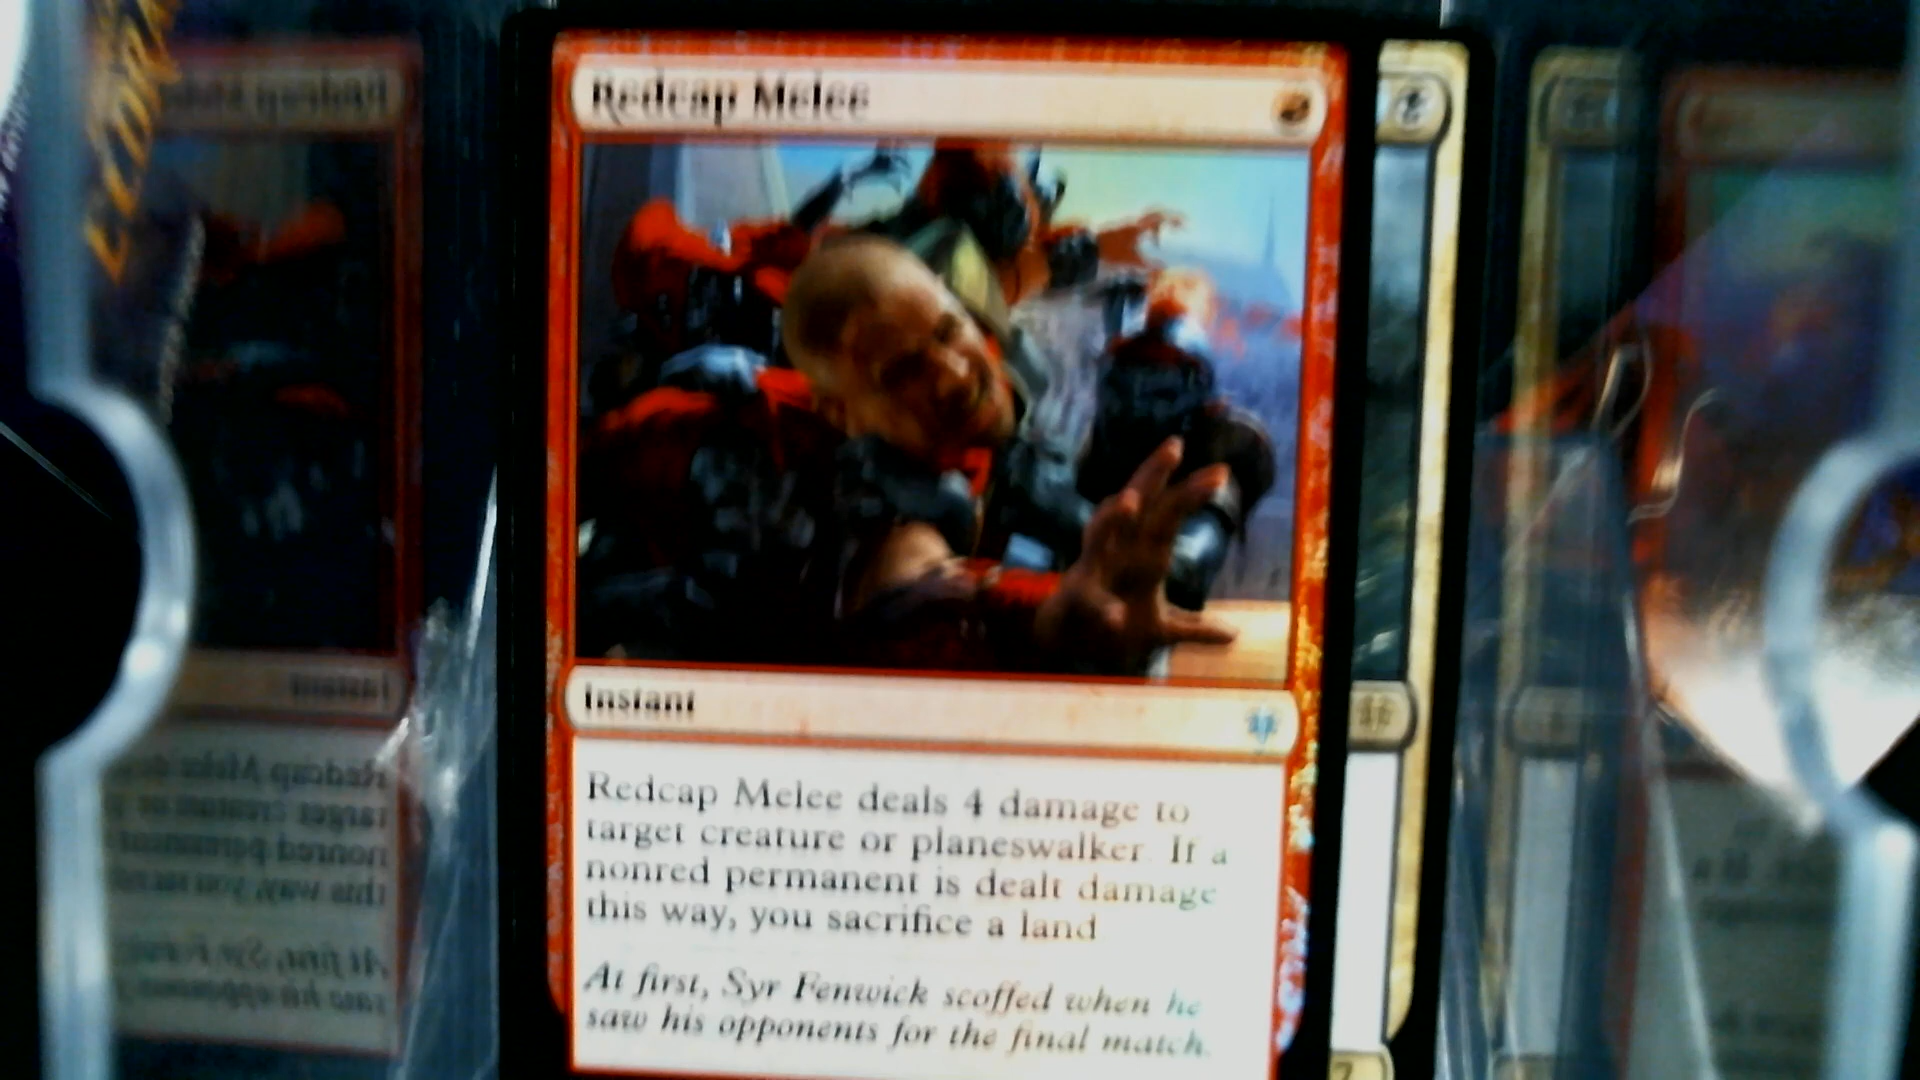 Redcap Melee
Instant
Redcap Melee deals 4 damage to
target creature or planeswalker. If a
nonred permanent is dealt damage
this way, you sacrifice a land
At first, Syr Fenwick scoffed when he
saw his opponents for the final match.
7